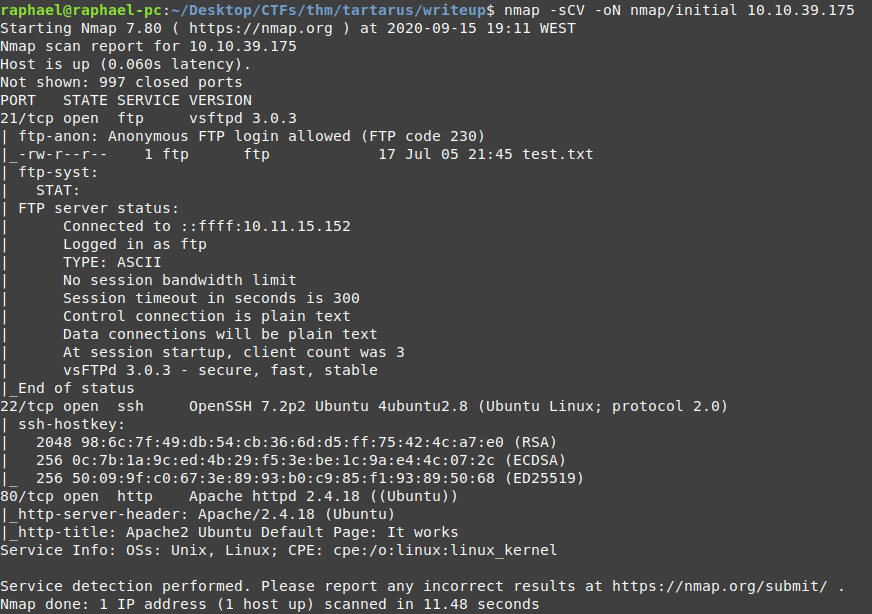 raphael@raphael-pc:~/Desktop/CTFs/thm/tartarus/writeup$ nmap -sCV -oN nmap/initial 10.10.39.175
Starting Nmap 7.80 ( https://nmap.org ) at 2020-09-15 19:11 WEST
Nmap scan report for 10.10.39.175
Host is up (0.060s latency).
Not shown: 997 closed ports
PORT   STATE SERVICE VERSION
21/tcp open  ftp     vsftpd 3.0.3
| ftp-anon: Anonymous FTP login allowed (FTP code 230)
|_-rw-r--r--    1 ftp      ftp            17 Jul 05 21:45 test.txt
| ftp-syst:
|   STAT:
| FTP server status:
|      Connected to ::ffff:10.11.15.152
|      Logged in as ftp
|      TYPE: ASCII
|      No session bandwidth limit
|      Session timeout in seconds is 300
|      Control connection is plain text
|      Data connections will be plain text
|      At session startup, client count was 3
|      vsFTPd 3.0.3 - secure, fast, stable
|_End of status
22/tcp open  ssh     OpenSSH 7.2p2 Ubuntu 4ubuntu2.8 (Ubuntu Linux; protocol 2.0)
| ssh-hostkey:
|   2048 98:6c:7f:49:db:54:cb:36:6d:d5:ff:75:42:4c:a7:e0 (RSA)
|   256 0c:7b:1a:9c:ed:4b:29:f5:3e:be:1c:9a:e4:4c:07:2c (ECDSA)
|_  256 50:09:9f:c0:67:3e:89:93:b0:c9:85:f1:93:89:50:68 (ED25519)
80/tcp open  http    Apache httpd 2.4.18 ((Ubuntu))
|_http-server-header: Apache/2.4.18 (Ubuntu)
|_http-title: Apache2 Ubuntu Default Page: It works
Service Info: OSs: Unix, Linux; CPE: cpe:/o:linux:linux_kernel

Service detection performed. Please report any incorrect results at https://nmap.org/submit/ .
Nmap done: 1 IP address (1 host up) scanned in 11.48 seconds